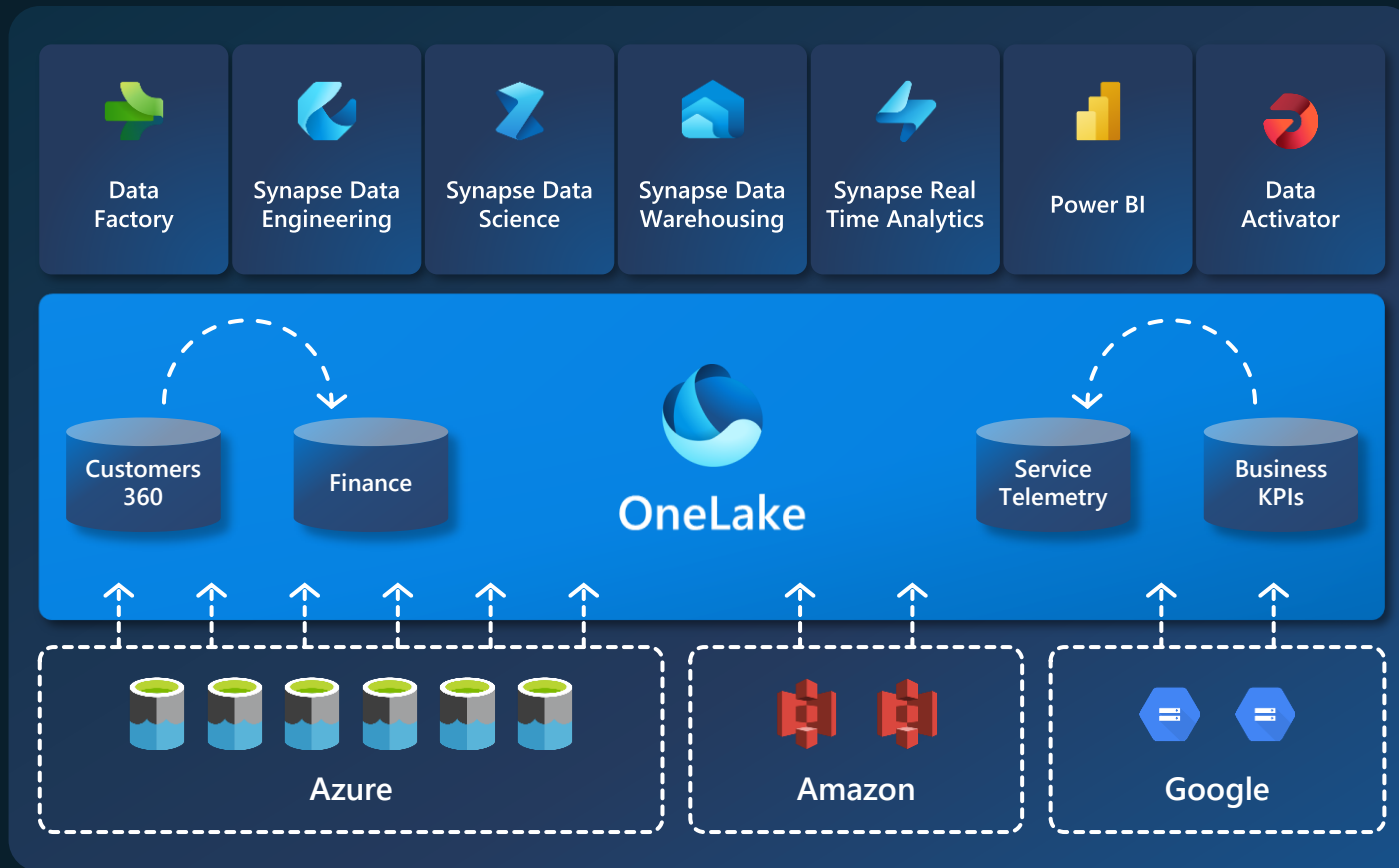 Data
Factory
Synapse Data
Engineering
Synapse Data
Science
Synapse Data
Warehousing
Synapse Real
Time Analytics
Power BI
Data
Activator
Customers
360
Finance
OneLake
Service
Telemetry
Business
KPIs
Azure
Amazon
Google